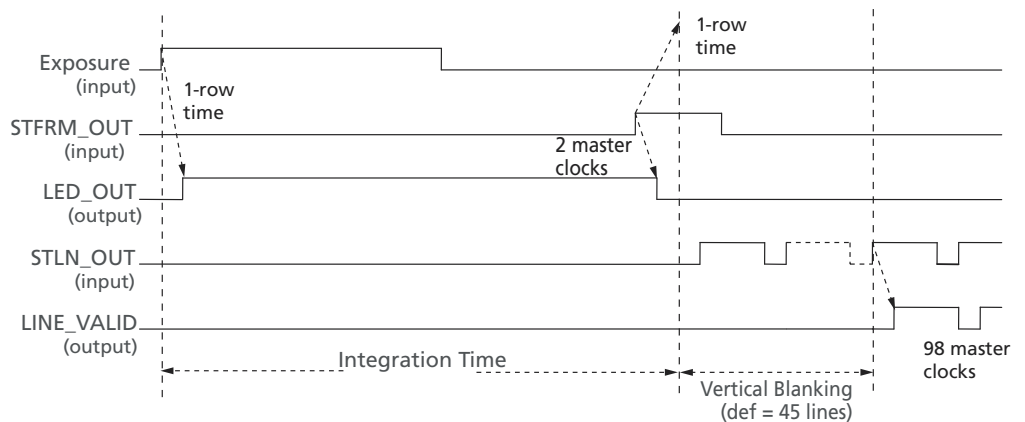 1-row
time
Exposure
(input)
1-row
time
STFRM_OUT
(input)
2 master
clocks
LED_OUT
(output)
STLN_OUT
(input)
LINE_VALID
(output)
98 master
clocks
Integration Time
Vertical Blanking
(def = 45 lines)